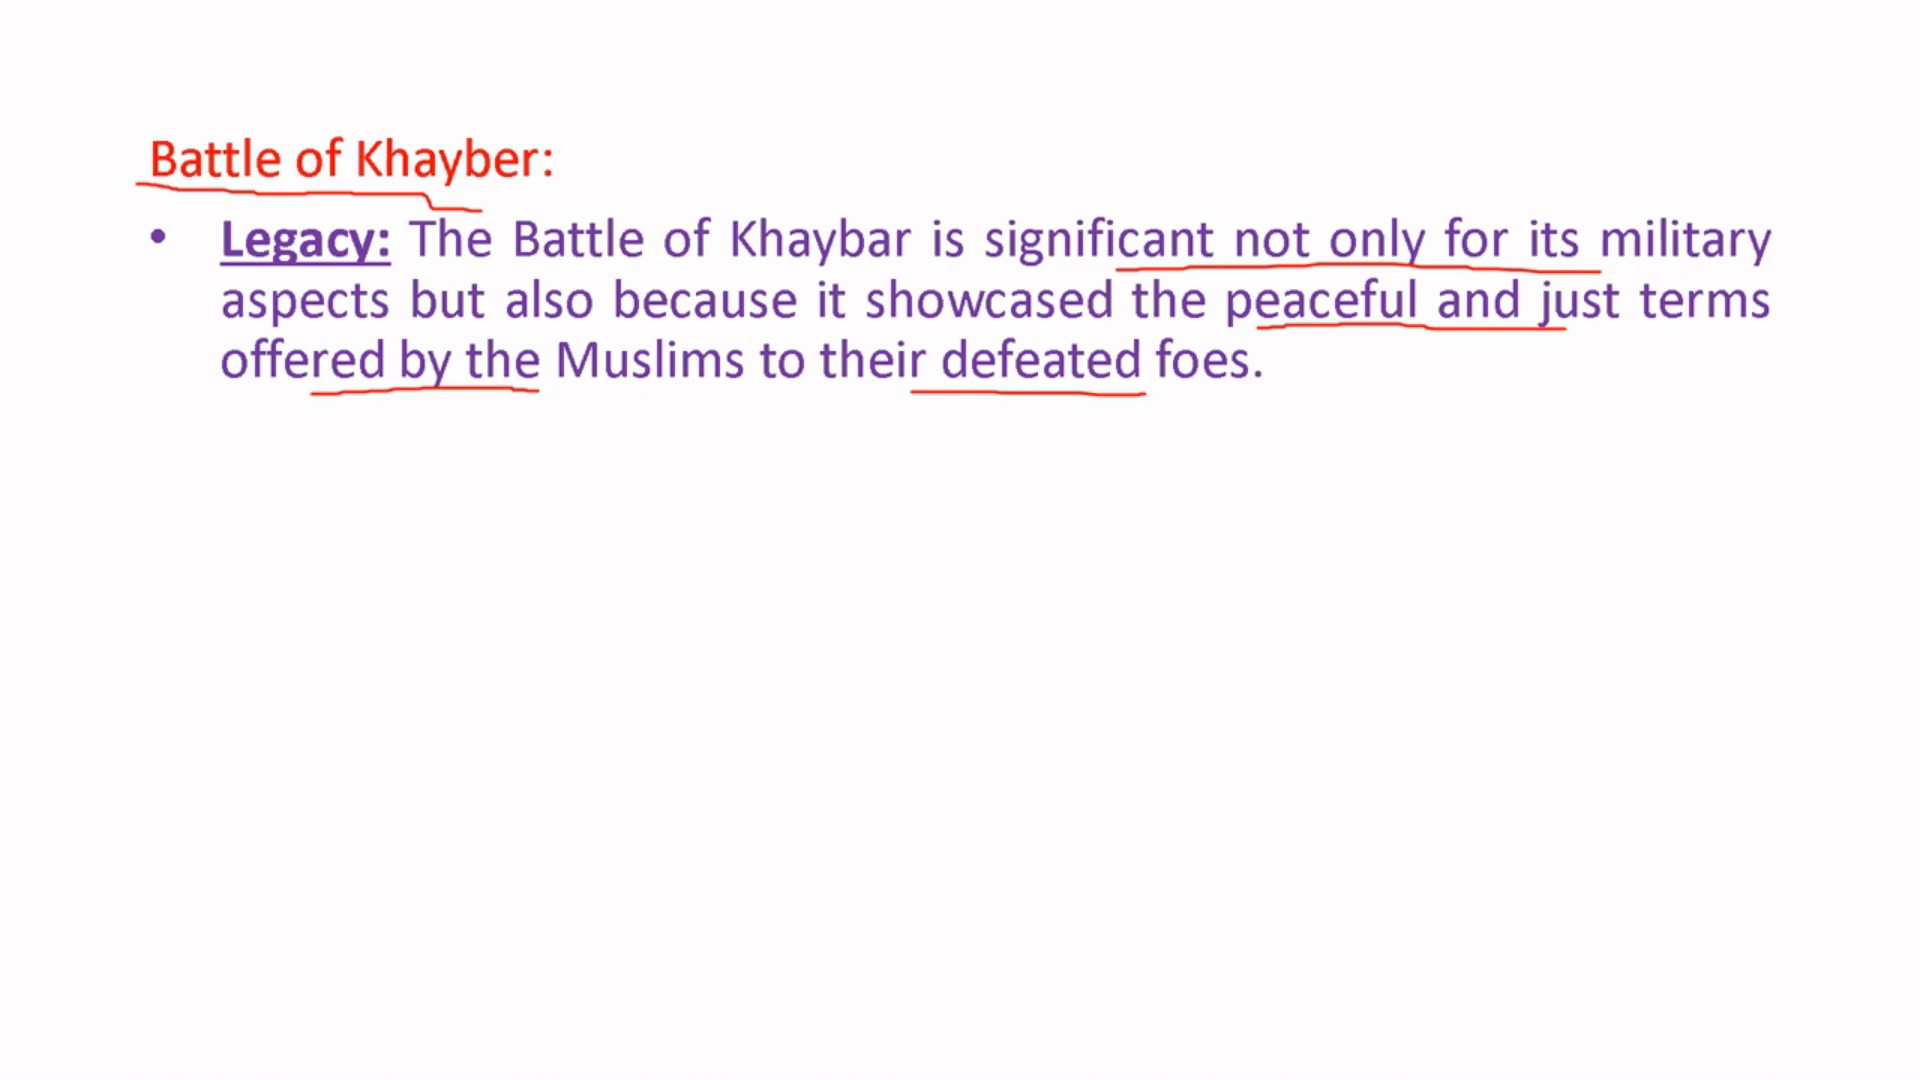 Battle of Khayber:
• Legacy: The Battle of Khaybar is significant not only for its military
aspects but also because it showcased the peaceful and just terms
offered by the Muslims to their defeated foes.